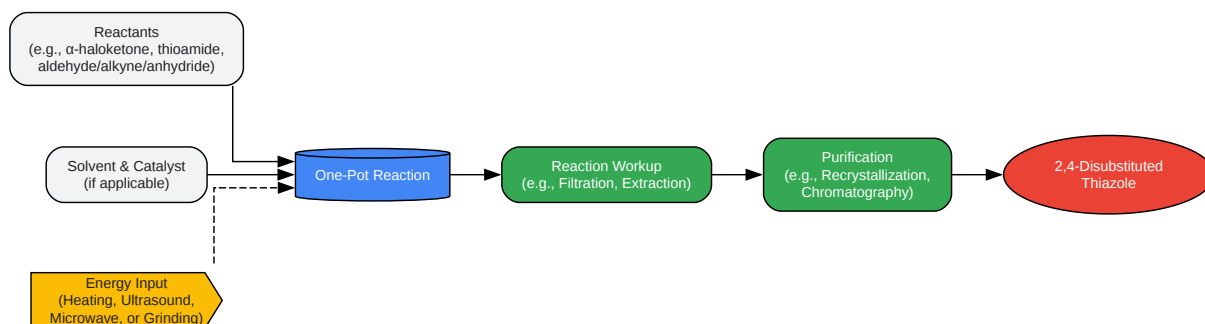 Reactants
(e.g., α-haloketone, thioamide,
aldehyde/alkyne/anhydride)
Solvent & Catalyst
(if applicable)
One-Pot Reaction
Reaction Workup
(e.g., Filtration, Extraction)
Purification
(e.g., Recrystallization,
Chromatography)
2,4-Disubstituted
Thiazole
Energy Input
(Heating, Ultrasound,
Microwave, or Grinding)